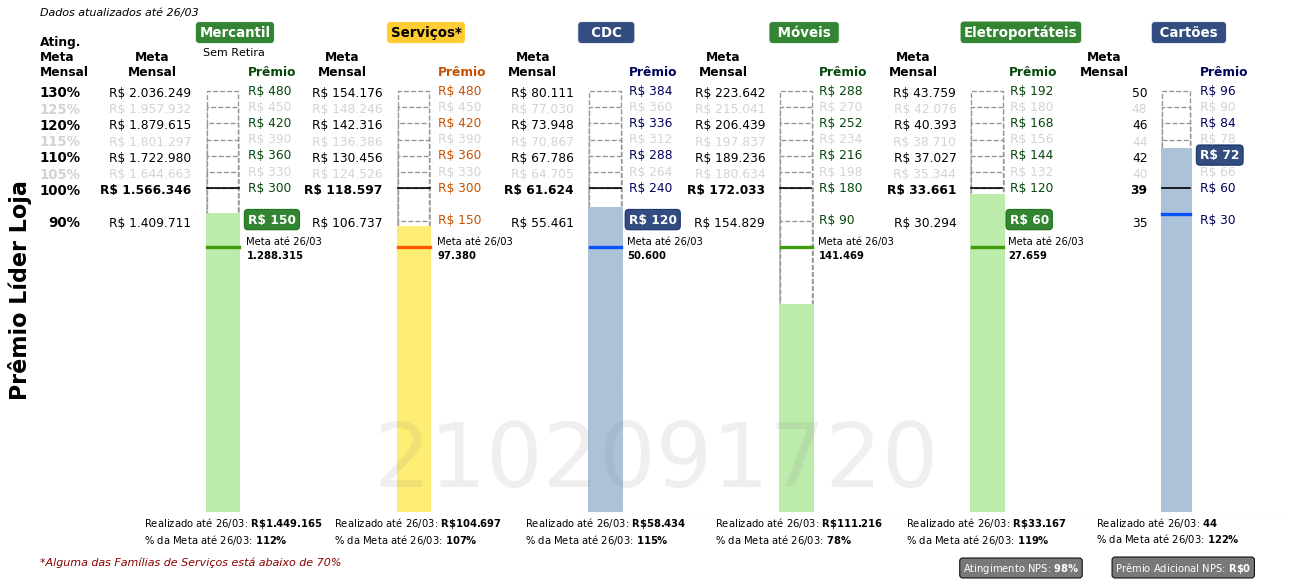 Dados atualizados até 26/03
Mercantil Serviços* CDC Móveis Eletroportáteis Cartões
Sem Retira
Ating. Meta Mensal
Meta Mensal Prêmio Meta Mensal Prêmio Meta Mensal Prêmio Meta Mensal Prêmio Meta Mensal Prêmio Meta Mensal Prêmio
130% R$ 2.036.249 R$ 480 R$ 154.176 R$ 480 R$ 80.111 R$ 384 R$ 223.642 R$ 288 R$ 43.759 R$ 192 50 R$ 96
125% R$ 1.957.932 R$ 450 R$ 148.246 R$ 450 R$ 77.030 R$ 360 R$ 215.041 R$ 270 R$ 42.076 R$ 180 48 R$ 90
120% R$ 1.879.615 R$ 420 R$ 142.316 R$ 420 R$ 73.948 R$ 336 R$ 206.439 R$ 252 R$ 40.393 R$ 168 46 R$ 84
115% R$ 1.801.297 R$ 390 R$ 136.386 R$ 390 R$ 70.867 R$ 312 R$ 197.837 R$ 234 R$ 38.710 R$ 156 44 R$ 78
110% R$ 1.722.980 R$ 360 R$ 130.456 R$ 360 R$ 67.786 R$ 288 R$ 189.236 R$ 216 R$ 37.027 R$ 144 42 R$ 72
105% R$ 1.644.663 R$ 330 R$ 124.526 R$ 330 R$ 64.705 R$ 264 R$ 180.634 R$ 198 R$ 35.344 R$ 132 40 R$ 66
100% R$ 1.566.346 R$ 300 R$ 118.597 R$ 300 R$ 61.624 R$ 240 R$ 172.033 R$ 180 R$ 33.661 R$ 120 39 R$ 60
90% R$ 1.409.711 R$ 150 R$ 106.737 R$ 150 R$ 55.461 R$ 120 R$ 154.829 R$ 90 R$ 30.294 R$ 60 35 R$ 30
Meta até 26/03 Meta até 26/03 Meta até 26/03 Meta até 26/03 Meta até 26/03
1.288.315 97.380 50.600 141.469 27.659
Prêmio Líder Loja
2102091720
Realizado até 26/03: R$1.449.165 Realizado até 26/03: R$104.697 Realizado até 26/03: R$58.434 Realizado até 26/03: R$111.216 Realizado até 26/03: R$33.167 Realizado até 26/03: 44
% da Meta até 26/03: 112% % da Meta até 26/03: 107% % da Meta até 26/03: 115% % da Meta até 26/03: 78% % da Meta até 26/03: 119% % da Meta até 26/03: 122%
*Alguma das Famílias de Serviços está abaixo de 70% Atingimento NPS: 98% Prêmio Adicional NPS: R$0